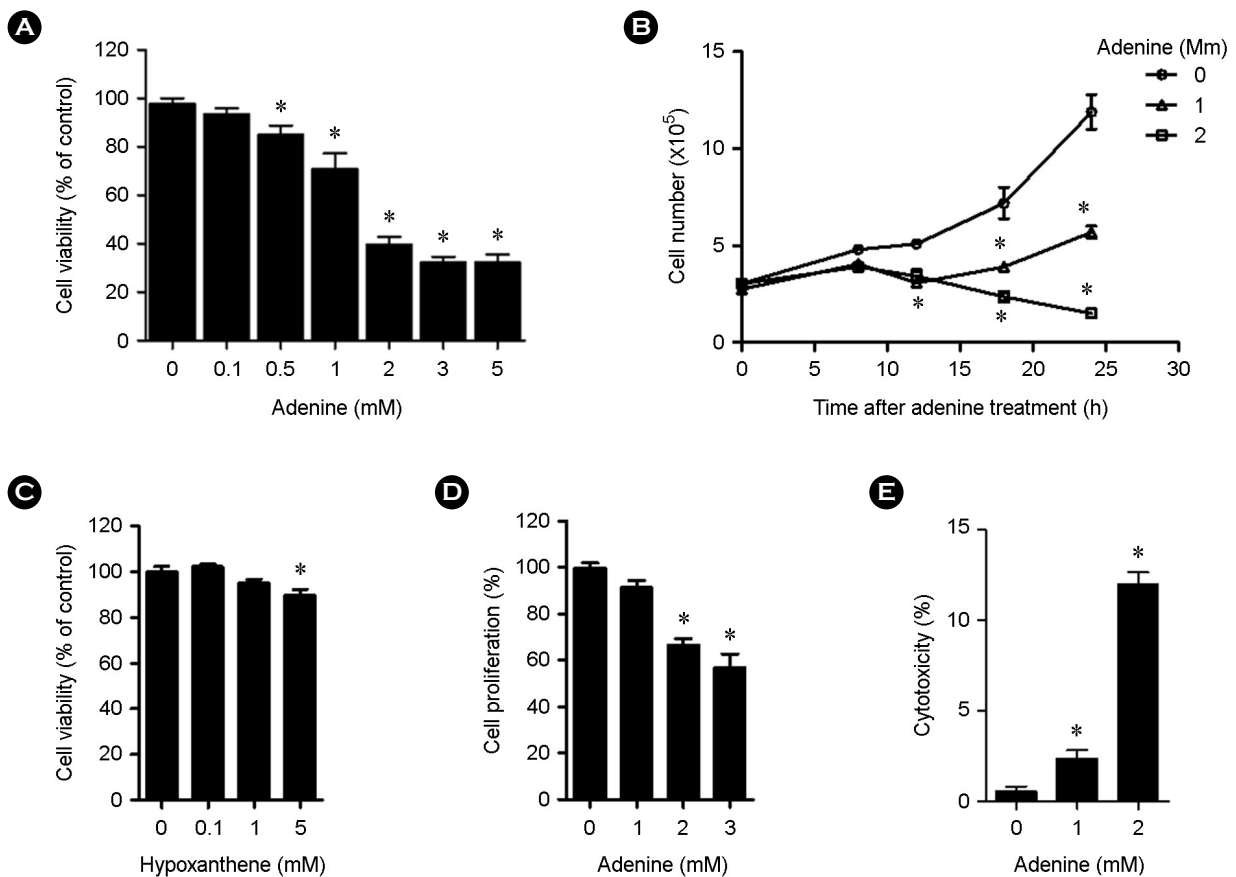 A
120
100
80
60
40
20
0
Cell viability (% of control)
* * * * *
0 0.1 0.5 1 2 3 5
Adenine (mM)
B
15
10
5
0
Cell number (x10⁵)
Adenine (Mm)
0
1
2
* * * * *
0 5 10 15 20 25 30
Time after adenine treatment (h)
C
120
100
80
60
40
20
0
Cell viability (% of control)
*
0 0.1 1 5
Hypoxanthene (mM)
D
120
100
80
60
40
20
0
Cell proliferation (%)
* *
0 1 2 3
Adenine (mM)
E
15
10
5
0
Cytotoxicity (%)
* *
0 1 2
Adenine (mM)